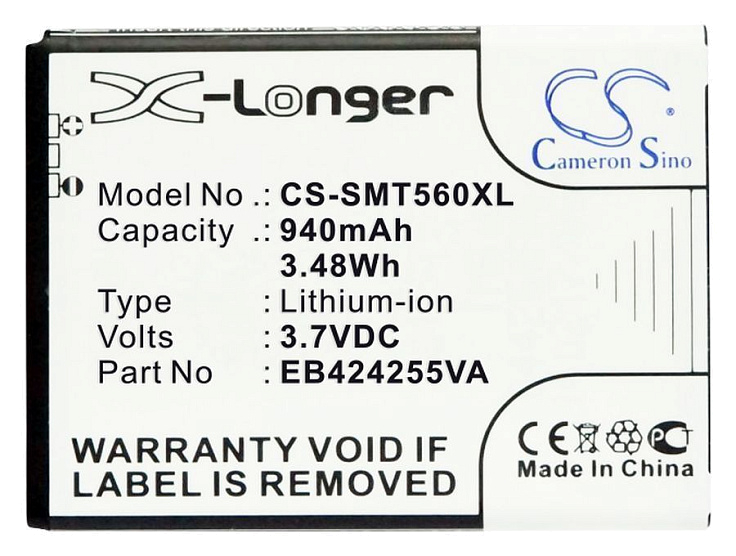 X-Longer
CS ®
Cameron Sino
Model No .: CS-SMT560XL
Capacity .: 940mAh
3.48Wh
Type : Lithium-ion
Volts : 3.7VDC
Part No : EB424255VA
WARRANTY VOID IF
LABEL IS REMOVED
CE PCT
Made In China